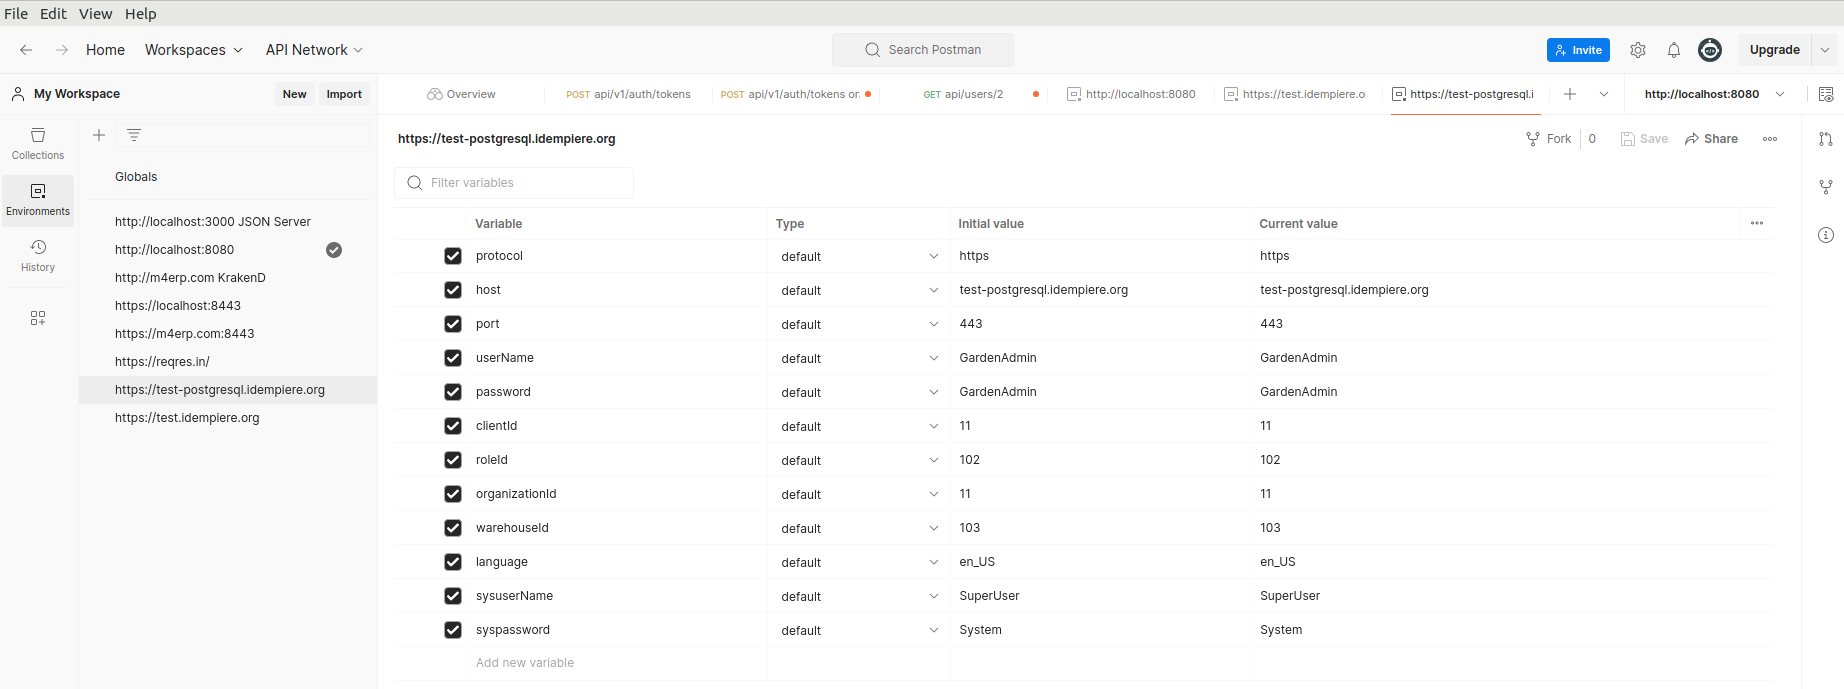 File Edit View Help
Home Workspaces API Network Search Postman Invite Upgrade
My Workspace New Import
Overview POST api/v1/auth/tokens POST api/v1/auth/tokens or GET api/users/2 http://localhost:8080 https://test.idempiere.o https://test-postgresql.i http://localhost:8080
Collections
Environments
History
Globals
http://localhost:3000 JSON Server
http://localhost:8080
http://m4erp.com KrakenD
https://localhost:8443
https://m4erp.com:8443
https://reqres.in/
https://test-postgresql.idempiere.org
https://test.idempiere.org
https://test-postgresql.idempiere.org Fork 0 Save Share
Filter variables
Variable Type Initial value Current value
protocol default https https
host default test-postgresql.idempiere.org test-postgresql.idempiere.org
port default 443 443
userName default GardenAdmin GardenAdmin
password default GardenAdmin GardenAdmin
clientId default 11 11
roleId default 102 102
organizationId default 11 11
warehouseId default 103 103
language default en_US en_US
sysuserName default SuperUser SuperUser
syspassword default System System
Add new variable